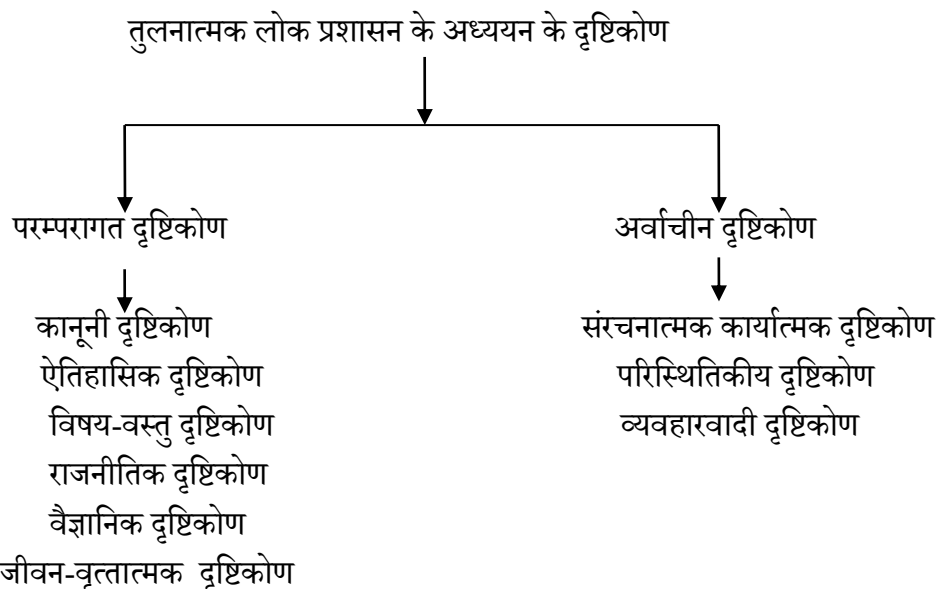 तुलनात्मक लोक प्रशासन के अध्ययन के दृष्टिकोण
परम्परागत दृष्टिकोण
कानूनी दृष्टिकोण
ऐतिहासिक दृष्टिकोण
विषय-वस्तु दृष्टिकोण
राजनीतिक दृष्टिकोण
वैज्ञानिक दृष्टिकोण
जीवन-वृत्तात्मक दृष्टिकोण
अर्वाचीन दृष्टिकोण
संरचनात्मक कार्यात्मक दृष्टिकोण
परिस्थितिकीय दृष्टिकोण
व्यवहारवादी दृष्टिकोण